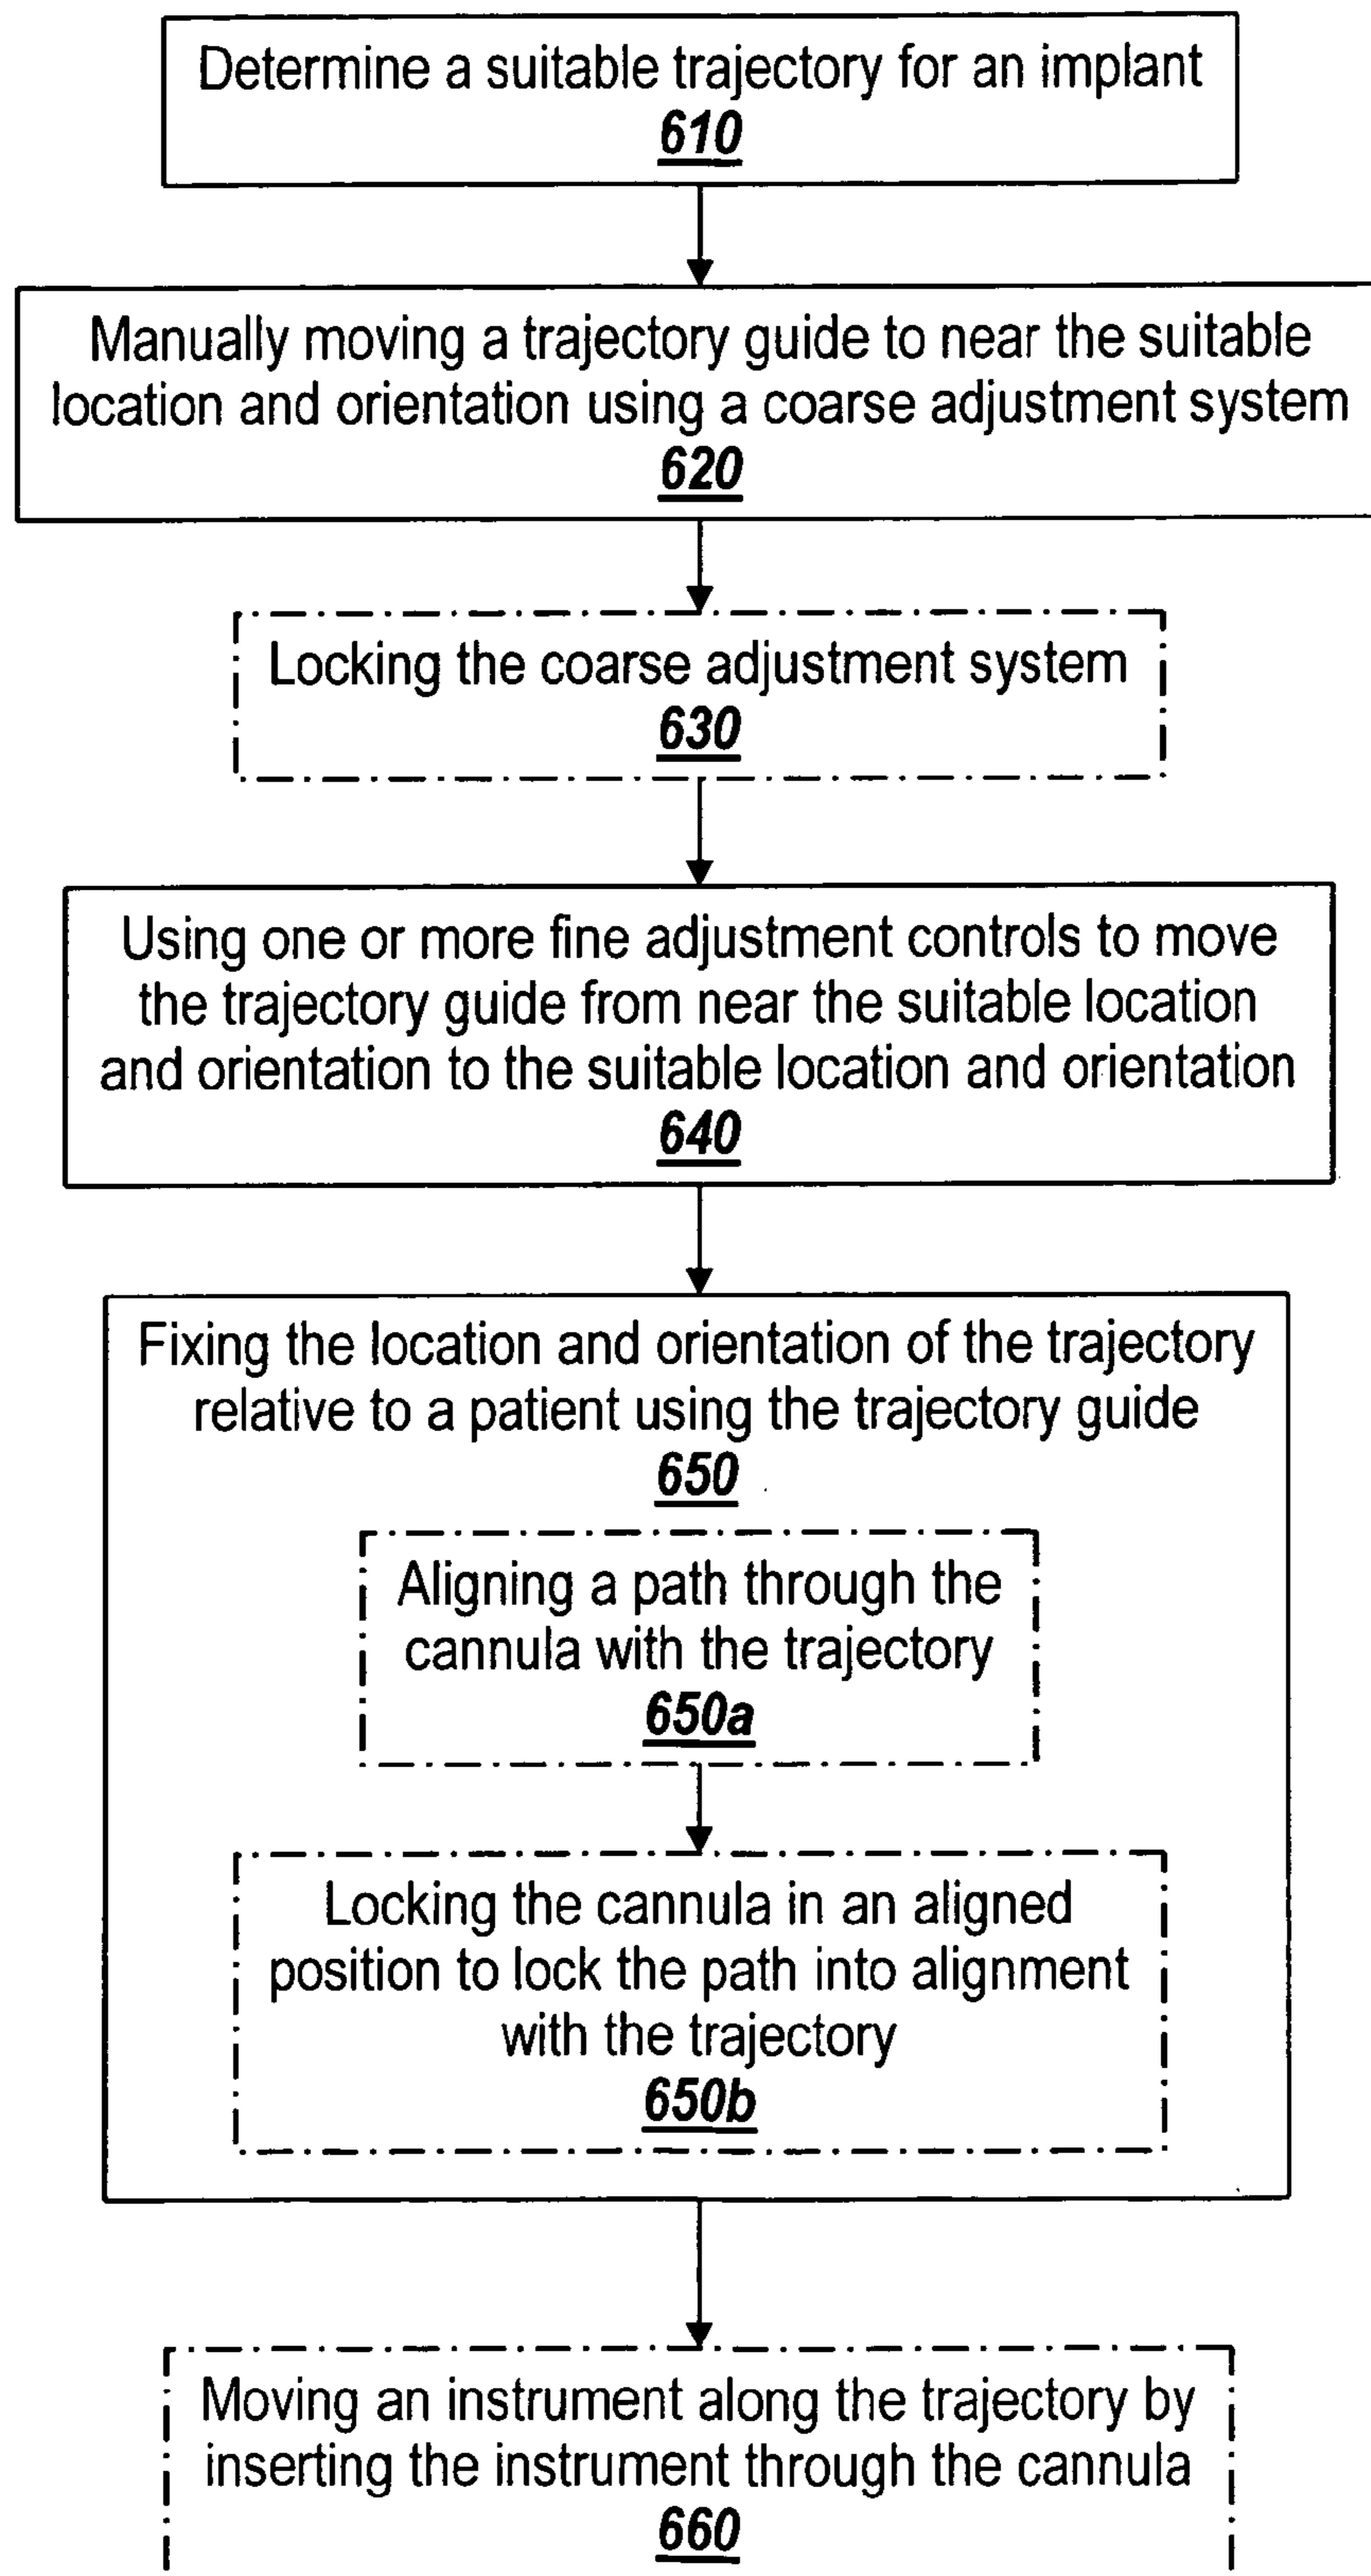 Determine a suitable trajectory for an implant
610
Manually moving a trajectory guide to near the suitable
location and orientation using a coarse adjustment system
620
Locking the coarse adjustment system
630
Using one or more fine adjustment controls to move
the trajectory guide from near the suitable location
and orientation to the suitable location and orientation
640
Fixing the location and orientation of the trajectory
relative to a patient using the trajectory guide
650
Aligning a path through the
cannula with the trajectory
650a
Locking the cannula in an aligned
position to lock the path into alignment
with the trajectory
650b
Moving an instrument along the trajectory by
inserting the instrument through the cannula
660